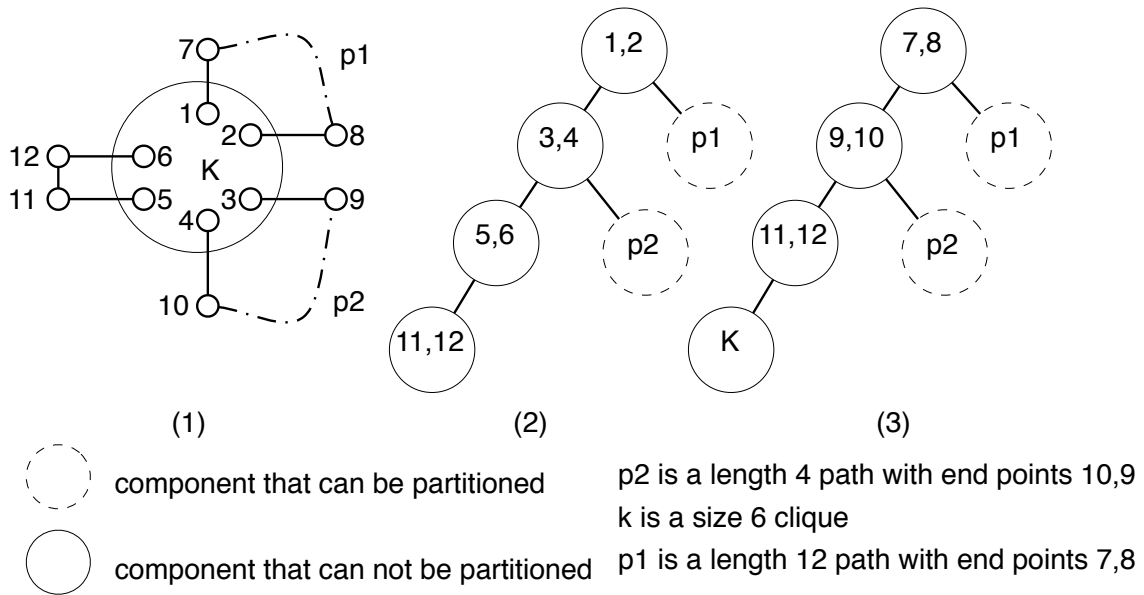 7
p1
1
2
8
12
6
K
11
5
3
9
4
10
p2
(1)
1,2
3,4
p1
5,6
p2
11,12
(2)
7,8
9,10
p1
11,12
p2
K
(3)
component that can be partitioned
component that can not be partitioned
p2 is a length 4 path with end points 10,9
k is a size 6 clique
p1 is a length 12 path with end points 7,8